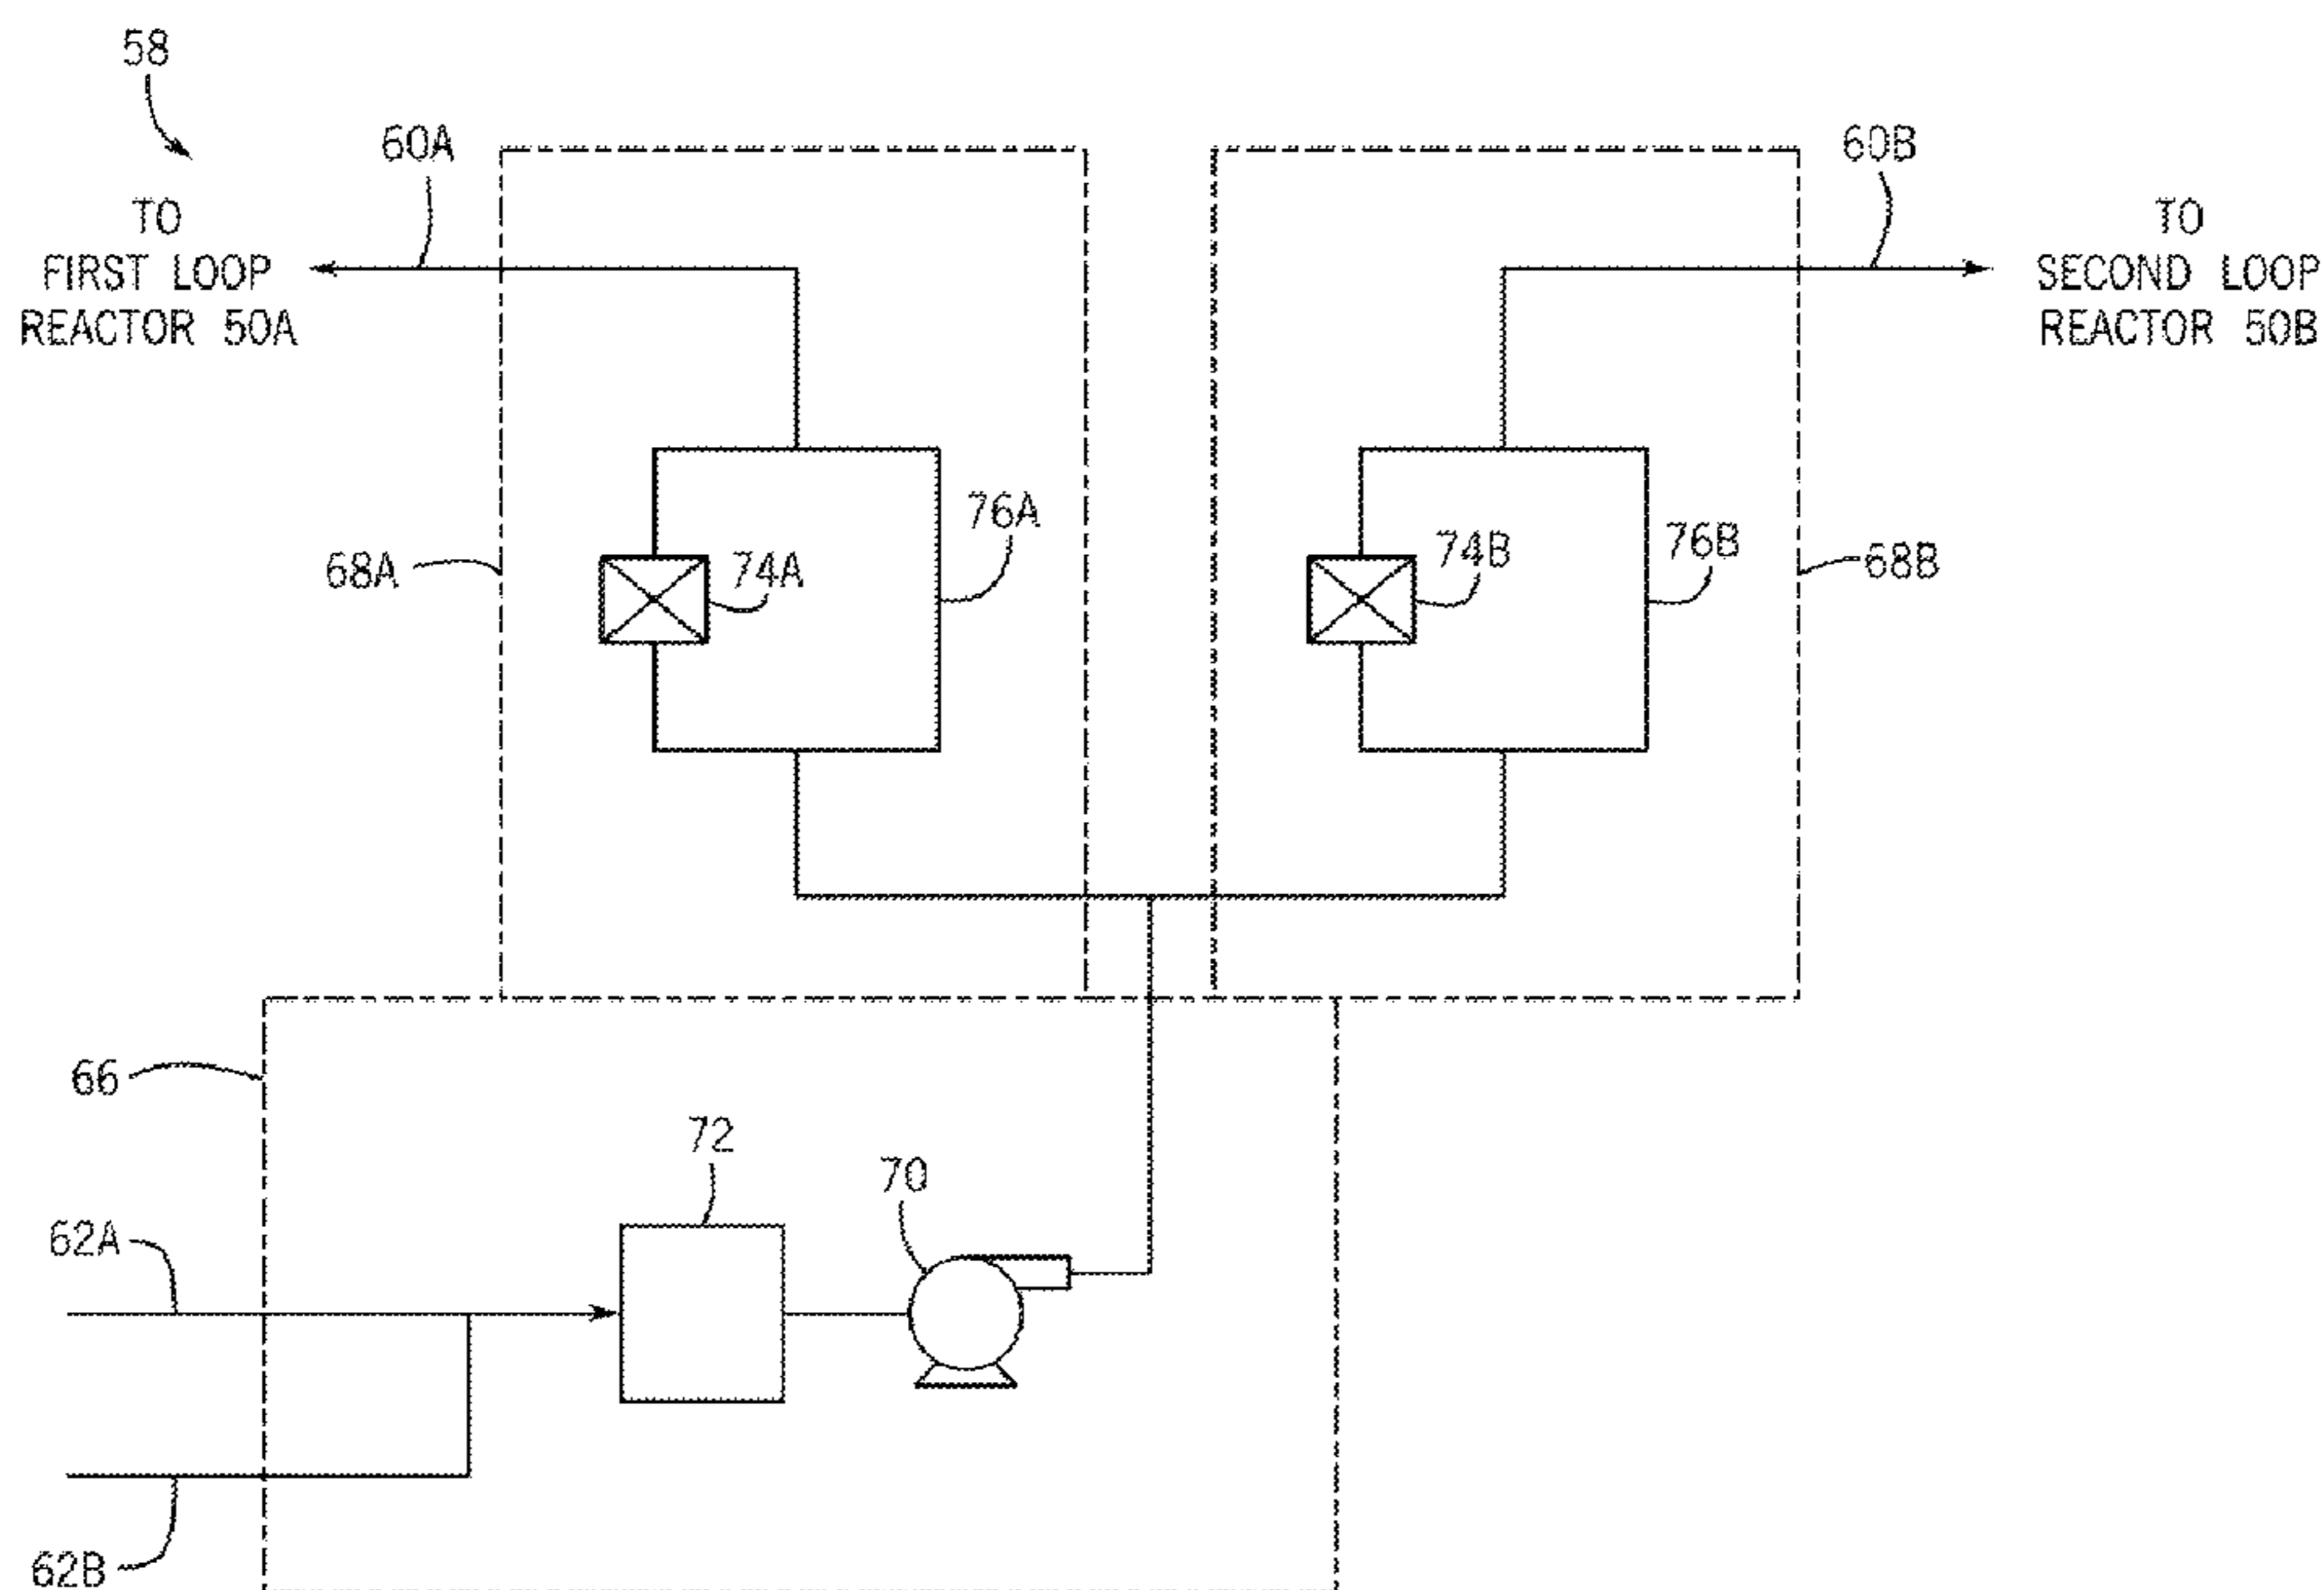 58
60A
60B
TO
FIRST LOOP
REACTOR 50A
TO
SECOND LOOP
REACTOR 50B
76A
74A
68A
74B
76B
68B
66
72
70
62A
62B